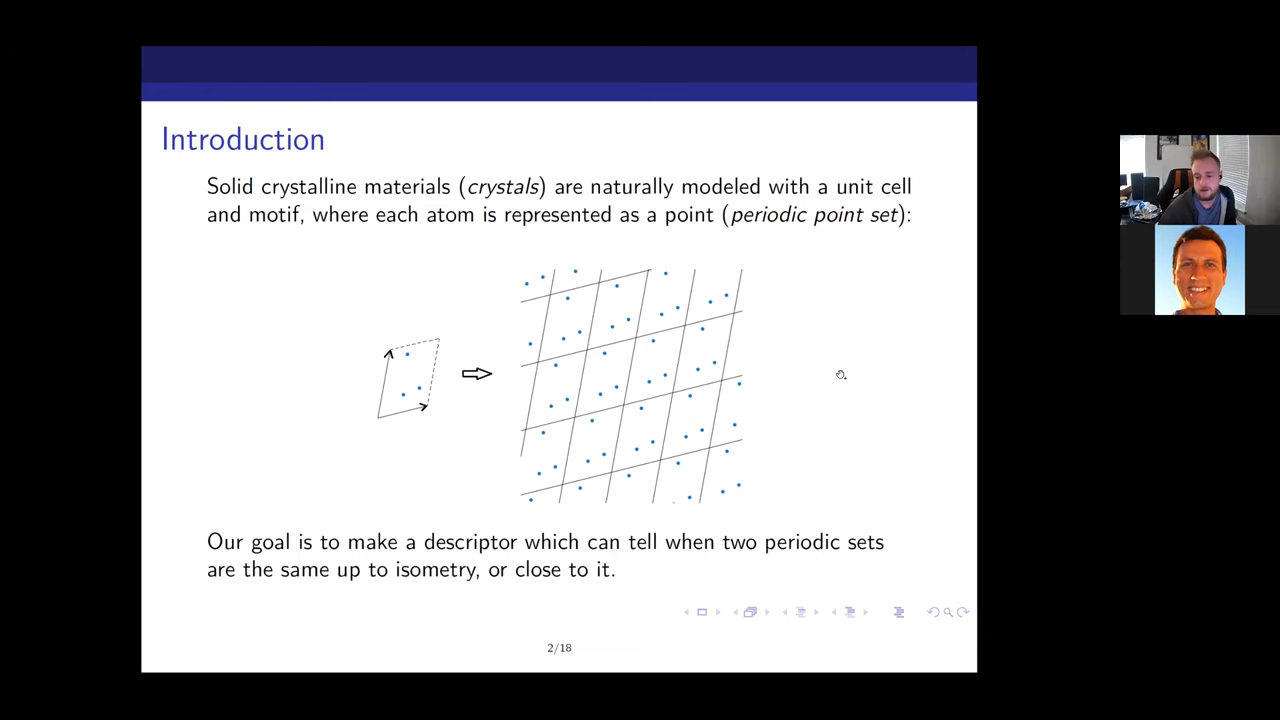 Introduction
Solid crystalline materials (crystals) are naturally modeled with a unit cell
and motif, where each atom is represented as a point (periodic point set):
Our goal is to make a descriptor which can tell when two periodic sets
are the same up to isometry, or close to it.
2/18